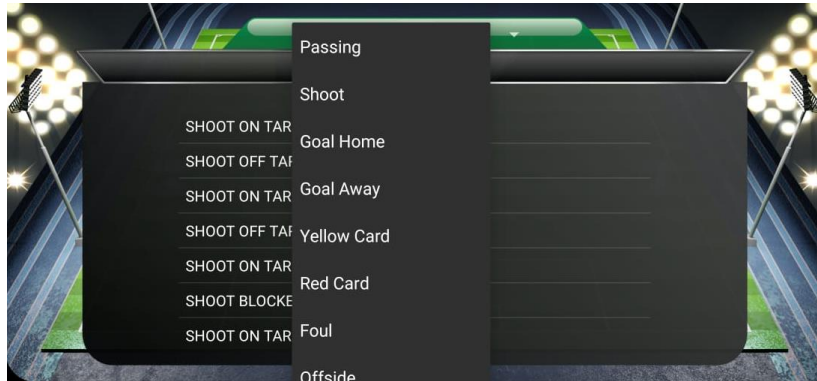 Passing
Shoot
SHOOT ON TAR
Goal Home
SHOOT OFF TAR
Goal Away
SHOOT ON TAR
Yellow Card
SHOOT OFF TAR
SHOOT ON TAR
Red Card
SHOOT BLOCKE
Foul
SHOOT ON TAR
Offside